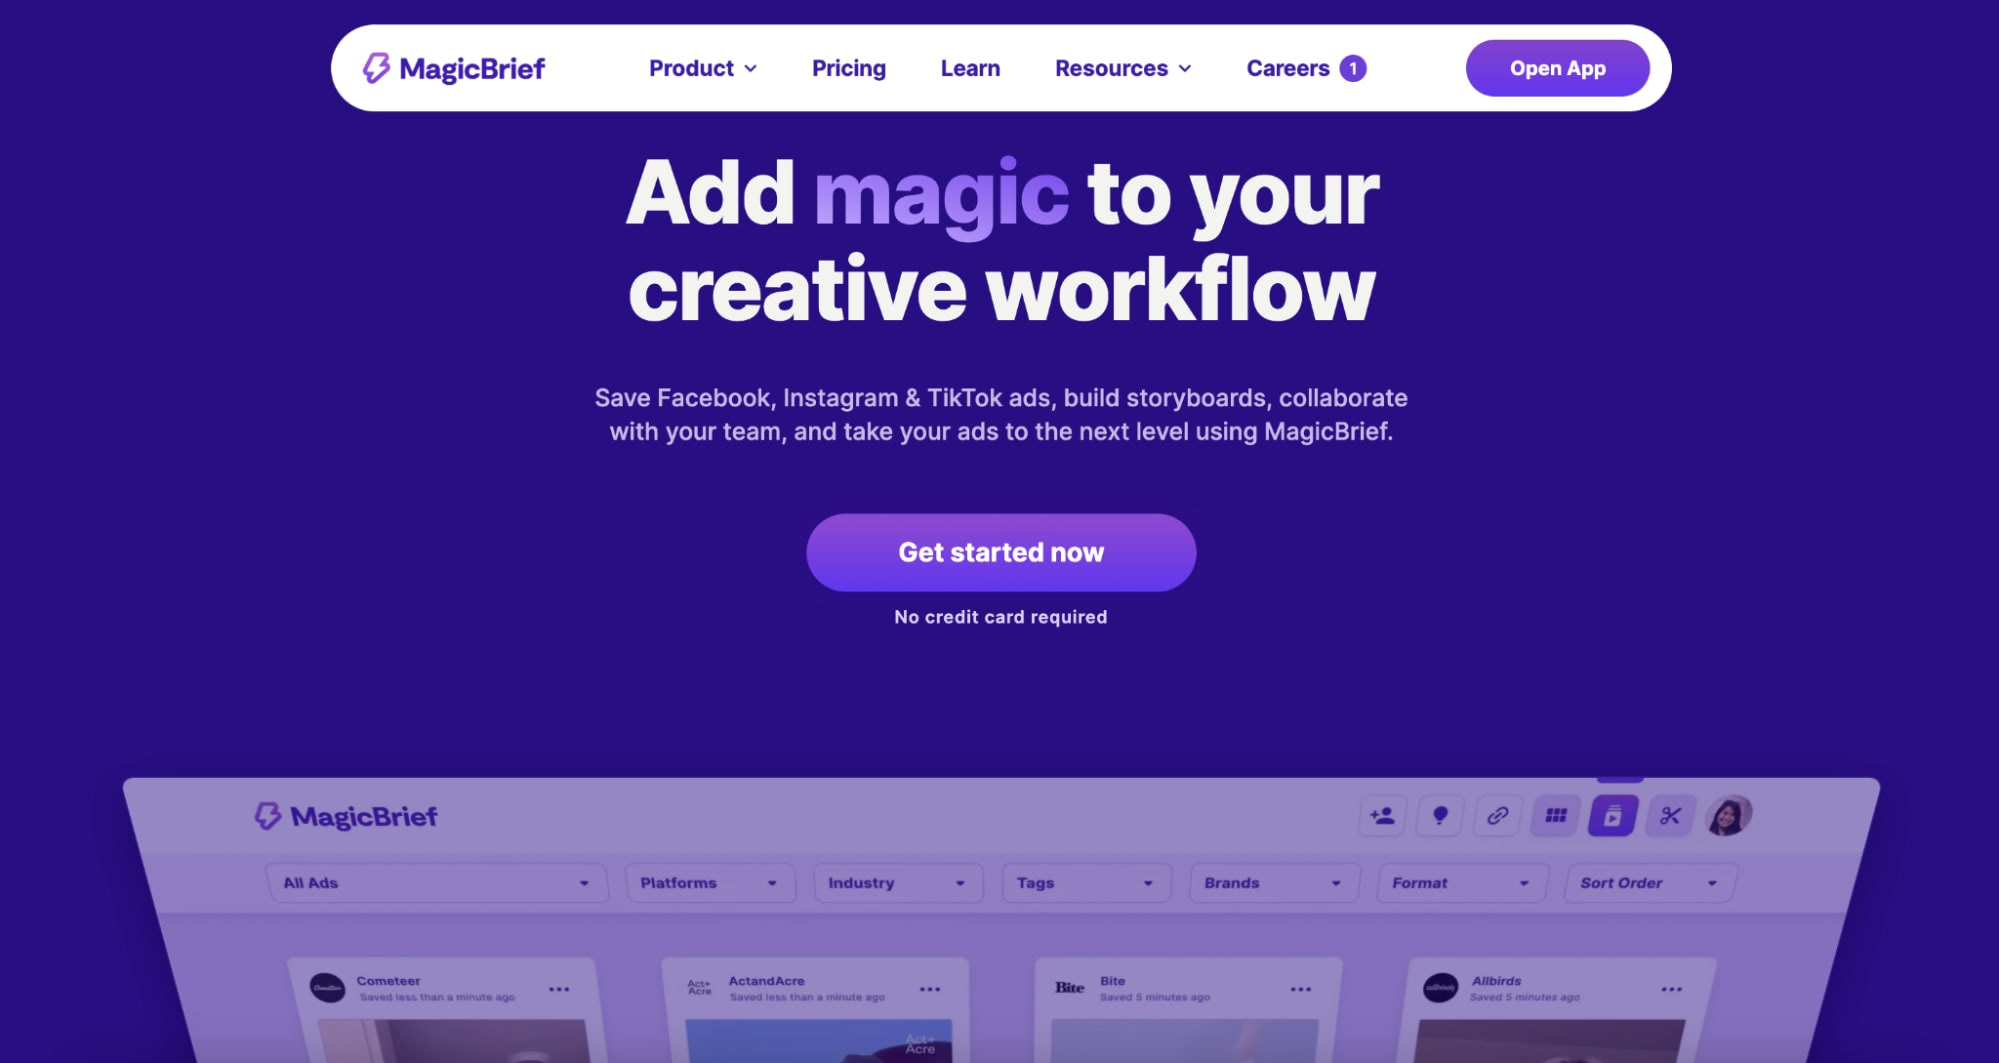 MagicBrief
Product
Pricing
Learn
Resources
Careers 1
Open App
Add magic to your
creative workflow
Save Facebook, Instagram & TikTok ads, build storyboards, collaborate
with your team, and take your ads to the next level using MagicBrief.
Get started now
No credit card required
MagicBrief
All Ads
Platforms
Industry
Tags
Brands
Format
Sort Order
Cometeer
Saved less than a minute ago
Act+
Acre
ActandAcre
Saved less than a minute ago
Bite
Bite
Saved 5 minutes ago
Allbirds
Saved 5 minutes ago
Act+
Acre